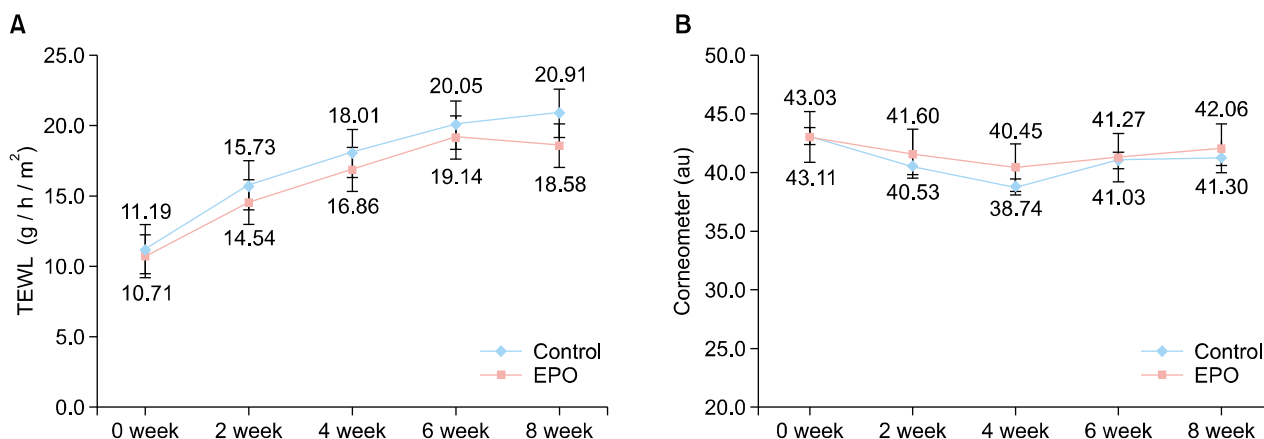 A
25.0
20.0
15.0
10.0
5.0
0.0
TEWL (g / h / m²)
11.19
15.73
18.01
20.05
20.91
10.71
14.54
16.86
19.14
18.58
Control
EPO
0 week
2 week
4 week
6 week
8 week
B
50.0
45.0
40.0
35.0
30.0
25.0
20.0
Corneometer (au)
43.03
41.60
40.45
41.27
42.06
43.11
40.53
38.74
41.03
41.30
Control
EPO
0 week
2 week
4 week
6 week
8 week